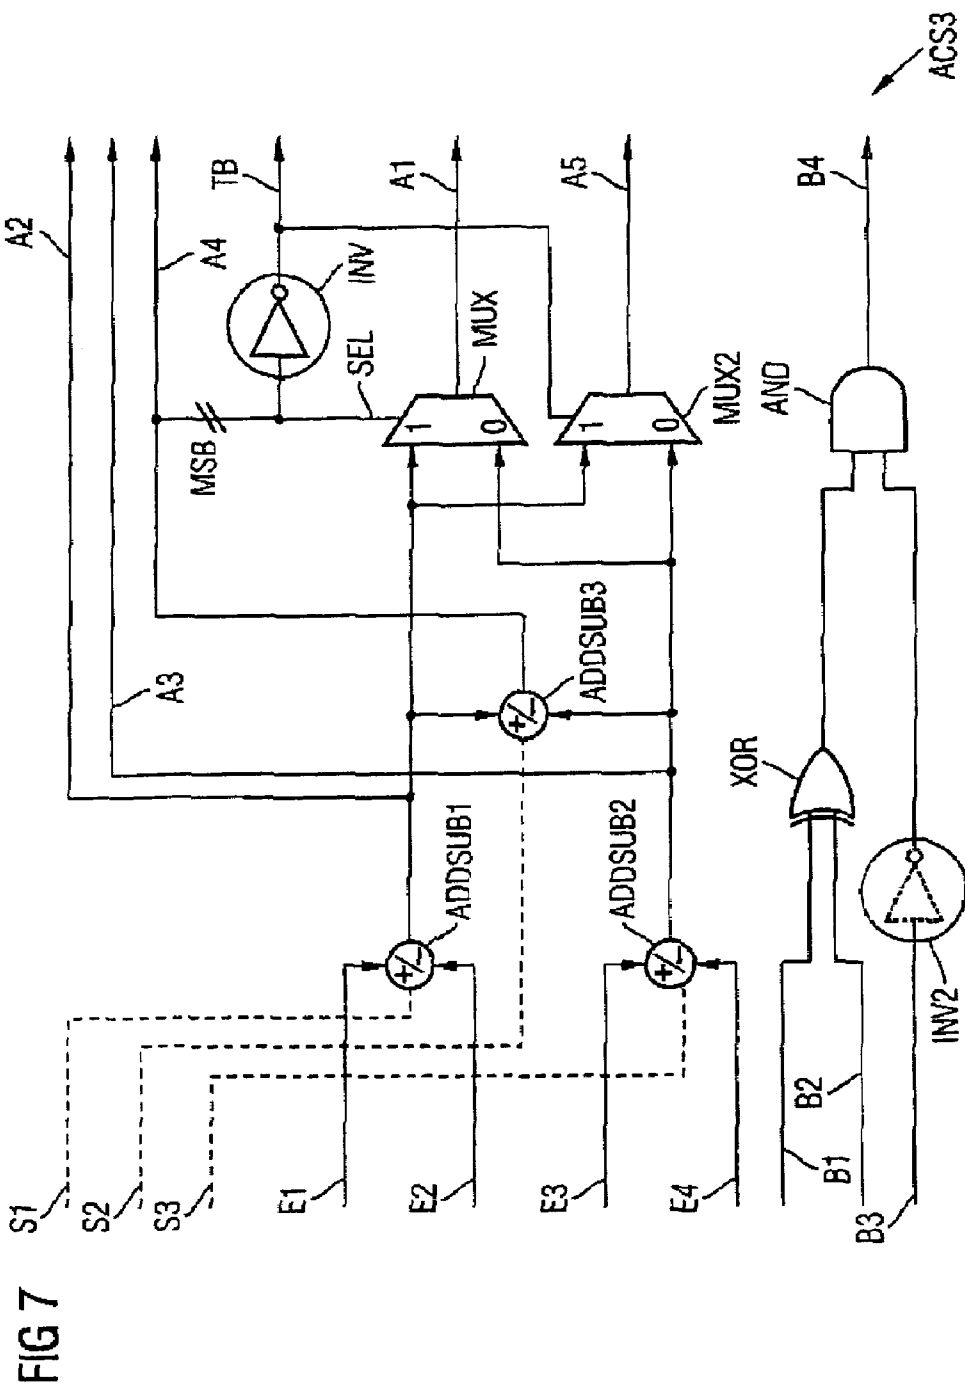 FIG 7
S1
S2
S3
E1
E2
E3
E4
B1
B2
B3
INV2
ADDSUB1
+/-
ADDSUB2
+/-
XOR
A3
ADDSUB3
+/-
MSB
1
0
1
0
SEL
MUX
MUX2
AND
INV
A2
A4
TB
A1
A5
B4
ACS3